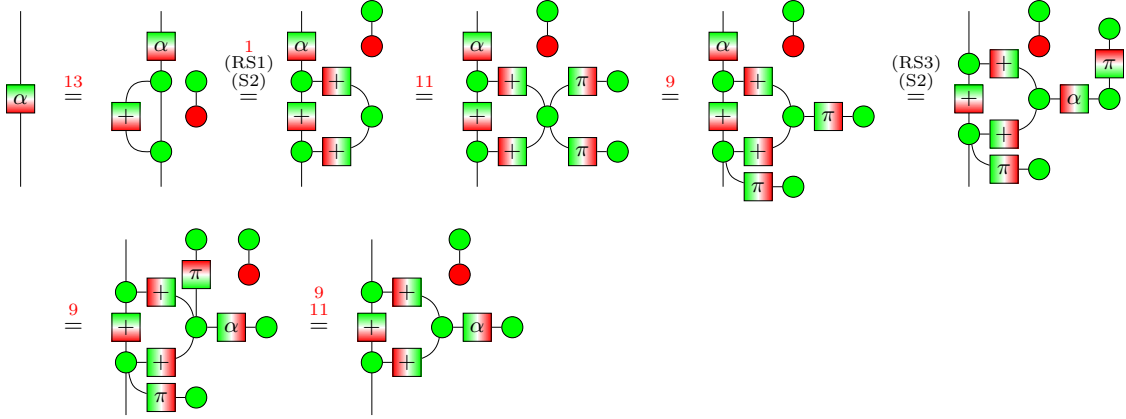 α = 13 α + = 1 (RS1) (S2) α + + + = 11 α + + + π π = 9 α + + + π π = (RS3) (S2) + + + α π π
= 9 + + + π α π = 9 11 + + + α